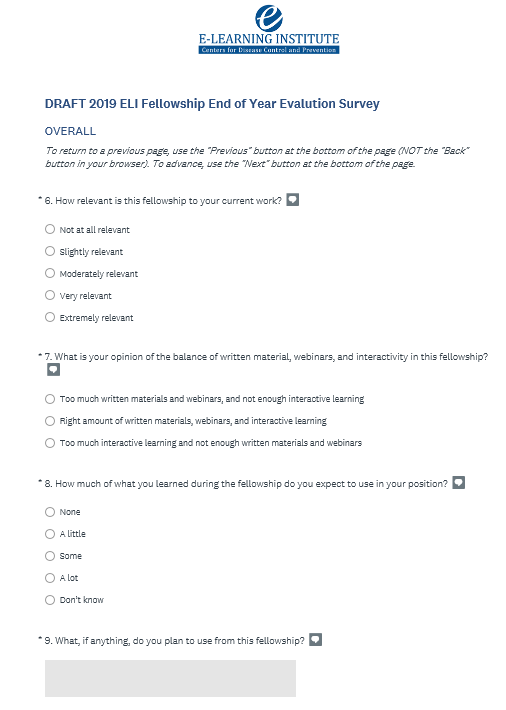 E-LEARNING INSTITUTE
Centers for Disease Control and Prevention
DRAFT 2019 ELI Fellowship End of Year Evalution Survey
OVERALL
To return to a previous page, use the "Previous" button at the bottom of the page (NOT the "Back"
button in your browser). To advance, use the "Next" button at the bottom of the page.
* 6. How relevant is this fellowship to your current work?
Not at all relevant
Slightly relevant
Moderately relevant
Very relevant
Extremely relevant
* 7. What is your opinion of the balance of written material, webinars, and interactivity in this fellowship?
Too much written materials and webinars, and not enough interactive learning
Right amount of written materials, webinars, and interactive learning
Too much interactive learning and not enough written materials and webinars
* 8. How much of what you learned during the fellowship do you expect to use in your position?
None
A little
Some
A lot
Don't know
* 9. What, if anything, do you plan to use from this fellowship?